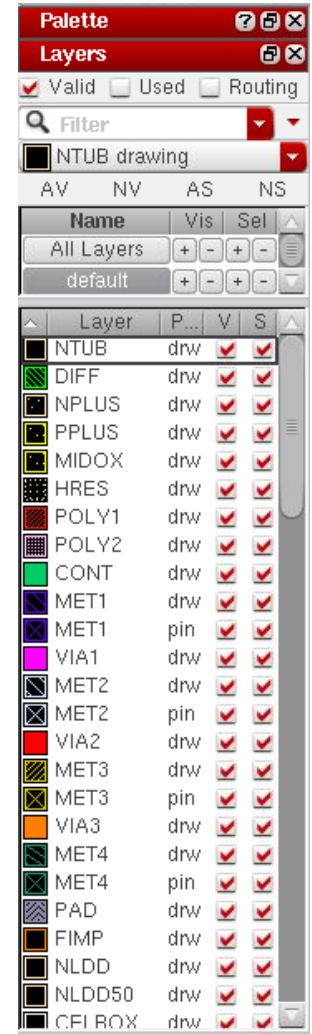 Palette
Layers
Valid Used Routing
Filter
NTUB drawing
AV NV AS NS
Name Vis Sel
All Layers + - + -
default + - + -
Layer P... V S
NTUB drw
DIFF drw
NPLUS drw
PPLUS drw
MIDOX drw
HRES drw
POLY1 drw
POLY2 drw
CONT drw
MET1 drw
MET1 pin
VIA1 drw
MET2 drw
MET2 pin
VIA2 drw
MET3 drw
MET3 pin
VIA3 drw
MET4 drw
MET4 pin
PAD drw
FIMP drw
NLDD drw
NLDD50 drw
CELBOX drw